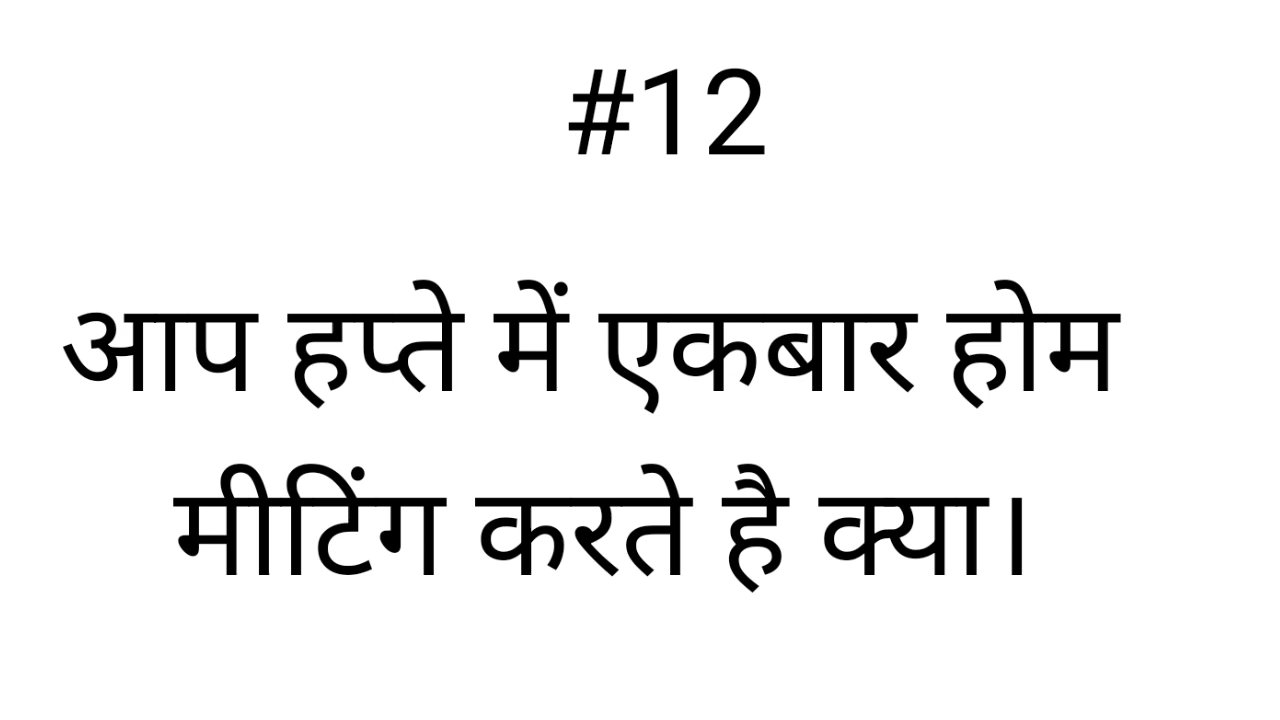 #12
आप हप्ते में एकबार होम
मीटिंग करते है क्या।